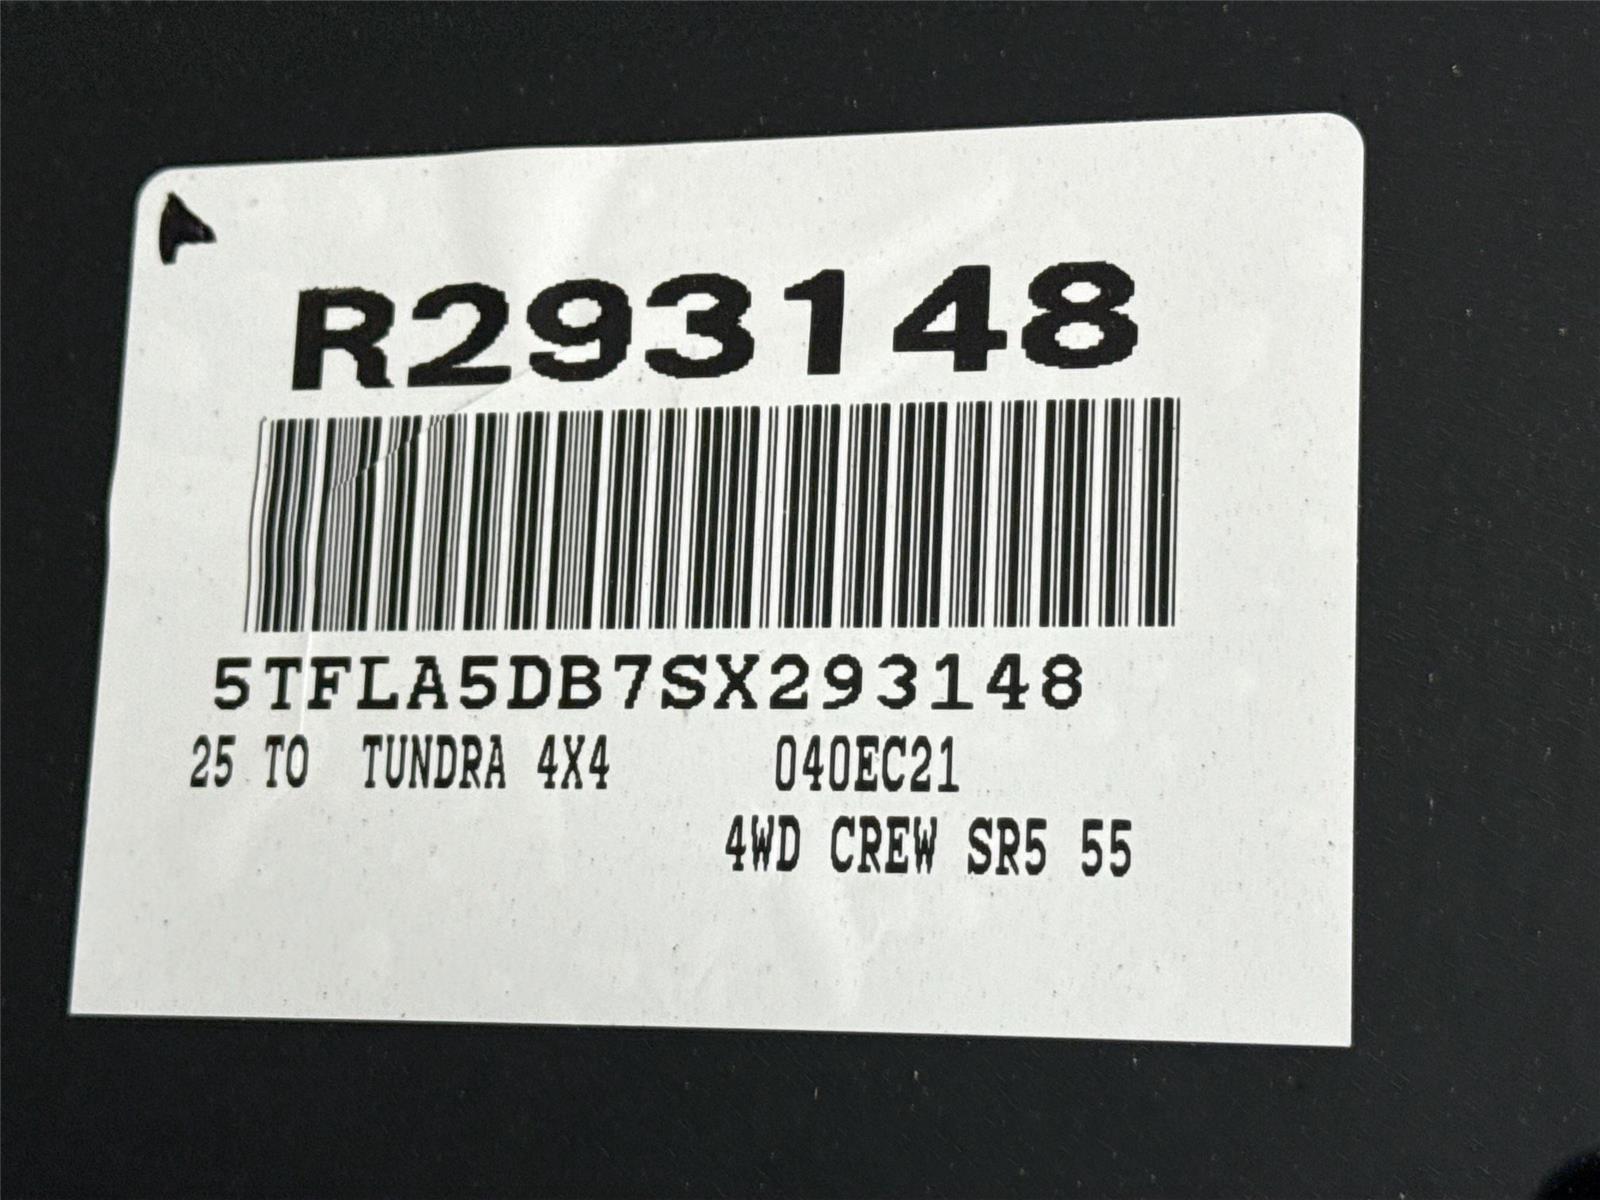 R293148
5TFLA5DB7SX293148
25 TO TUNDRA 4X4 040EC21
4WD CREW SR5 55